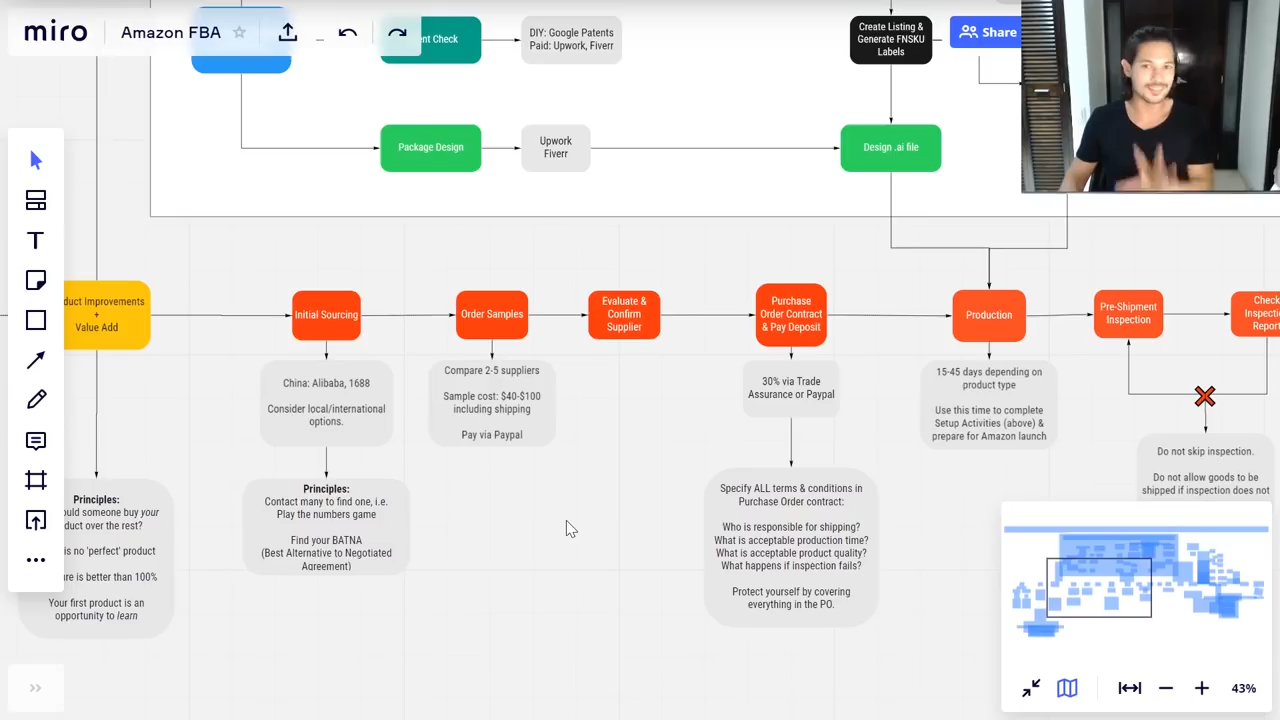 miro
Amazon FBA
Share
ent Check
DIY: Google Patents
Paid: Upwork, Fiverr
Create Listing &
Generate FNSKU
Labels
Package Design
Upwork
Fiverr
Design .ai file
duct Improvements
+
Value Add
Initial Sourcing
Order Samples
Evaluate &
Confirm
Supplier
Purchase
Order Contract
& Pay Deposit
Production
Pre-Shipment
Inspection
Check
Inspectio
Report
China: Alibaba, 1688
Consider local/international
options.
Compare 2-5 suppliers
Sample cost: $40-$100
including shipping
Pay via Paypal
30% via Trade
Assurance or Paypal
15-45 days depending on
product type
Use this time to complete
Setup Activities (above) &
prepare for Amazon launch
Do not skip inspection.
Do not allow goods to be
shipped if inspection does not
Principles:
ould someone buy your
duct over the rest?
is no 'perfect' product
re is better than 100%
Your first product is an
opportunity to learn
Principles:
Contact many to find one, i.e.
Play the numbers game
Find your BATNA
(Best Alternative to Negotiated
Agreement)
Specify ALL terms & conditions in
Purchase Order contract:
Who is responsible for shipping?
What is acceptable production time?
What is acceptable product quality?
What happens if inspection fails?
Protect yourself by covering
everything in the PO.
43%